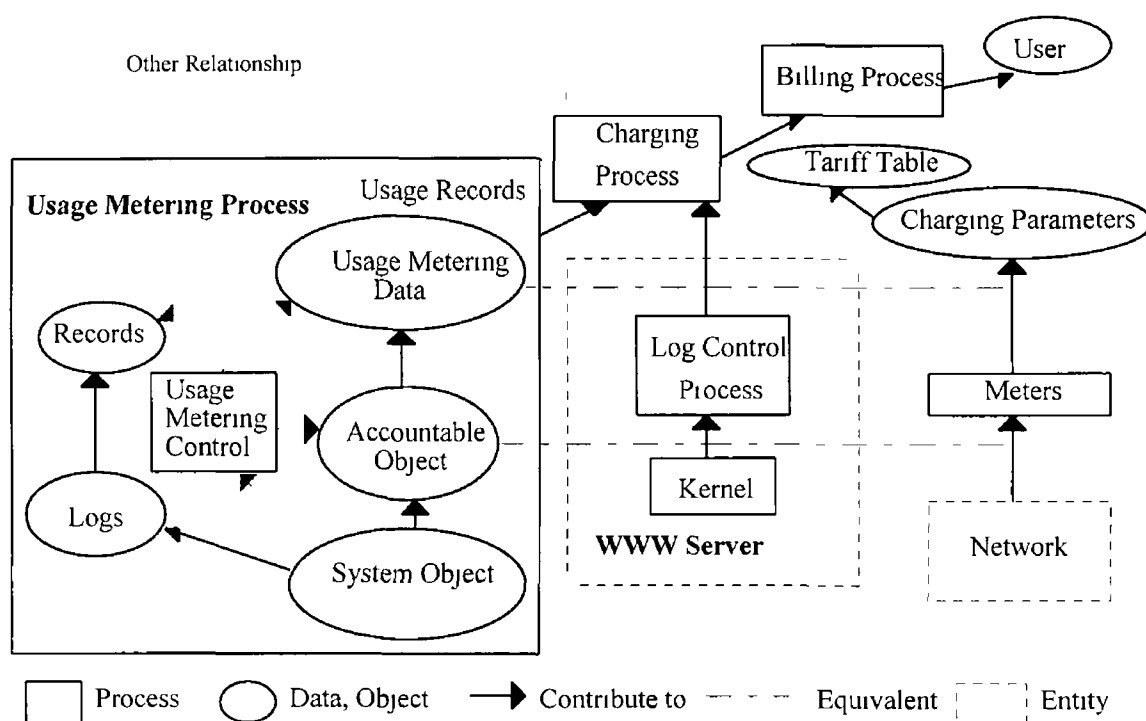 Other Relationship
User
Billing Process
Charging
Process
Tariff Table
Usage Records
Usage Metering Process
Charging Parameters
Usage Metering
Data
Records
Log Control
Process
Usage
Metering
Control
Meters
Accountable
Object
Kernel
Logs
WWW Server
Network
System Object
Process
Data, Object
Contribute to
Equivalent
Entity